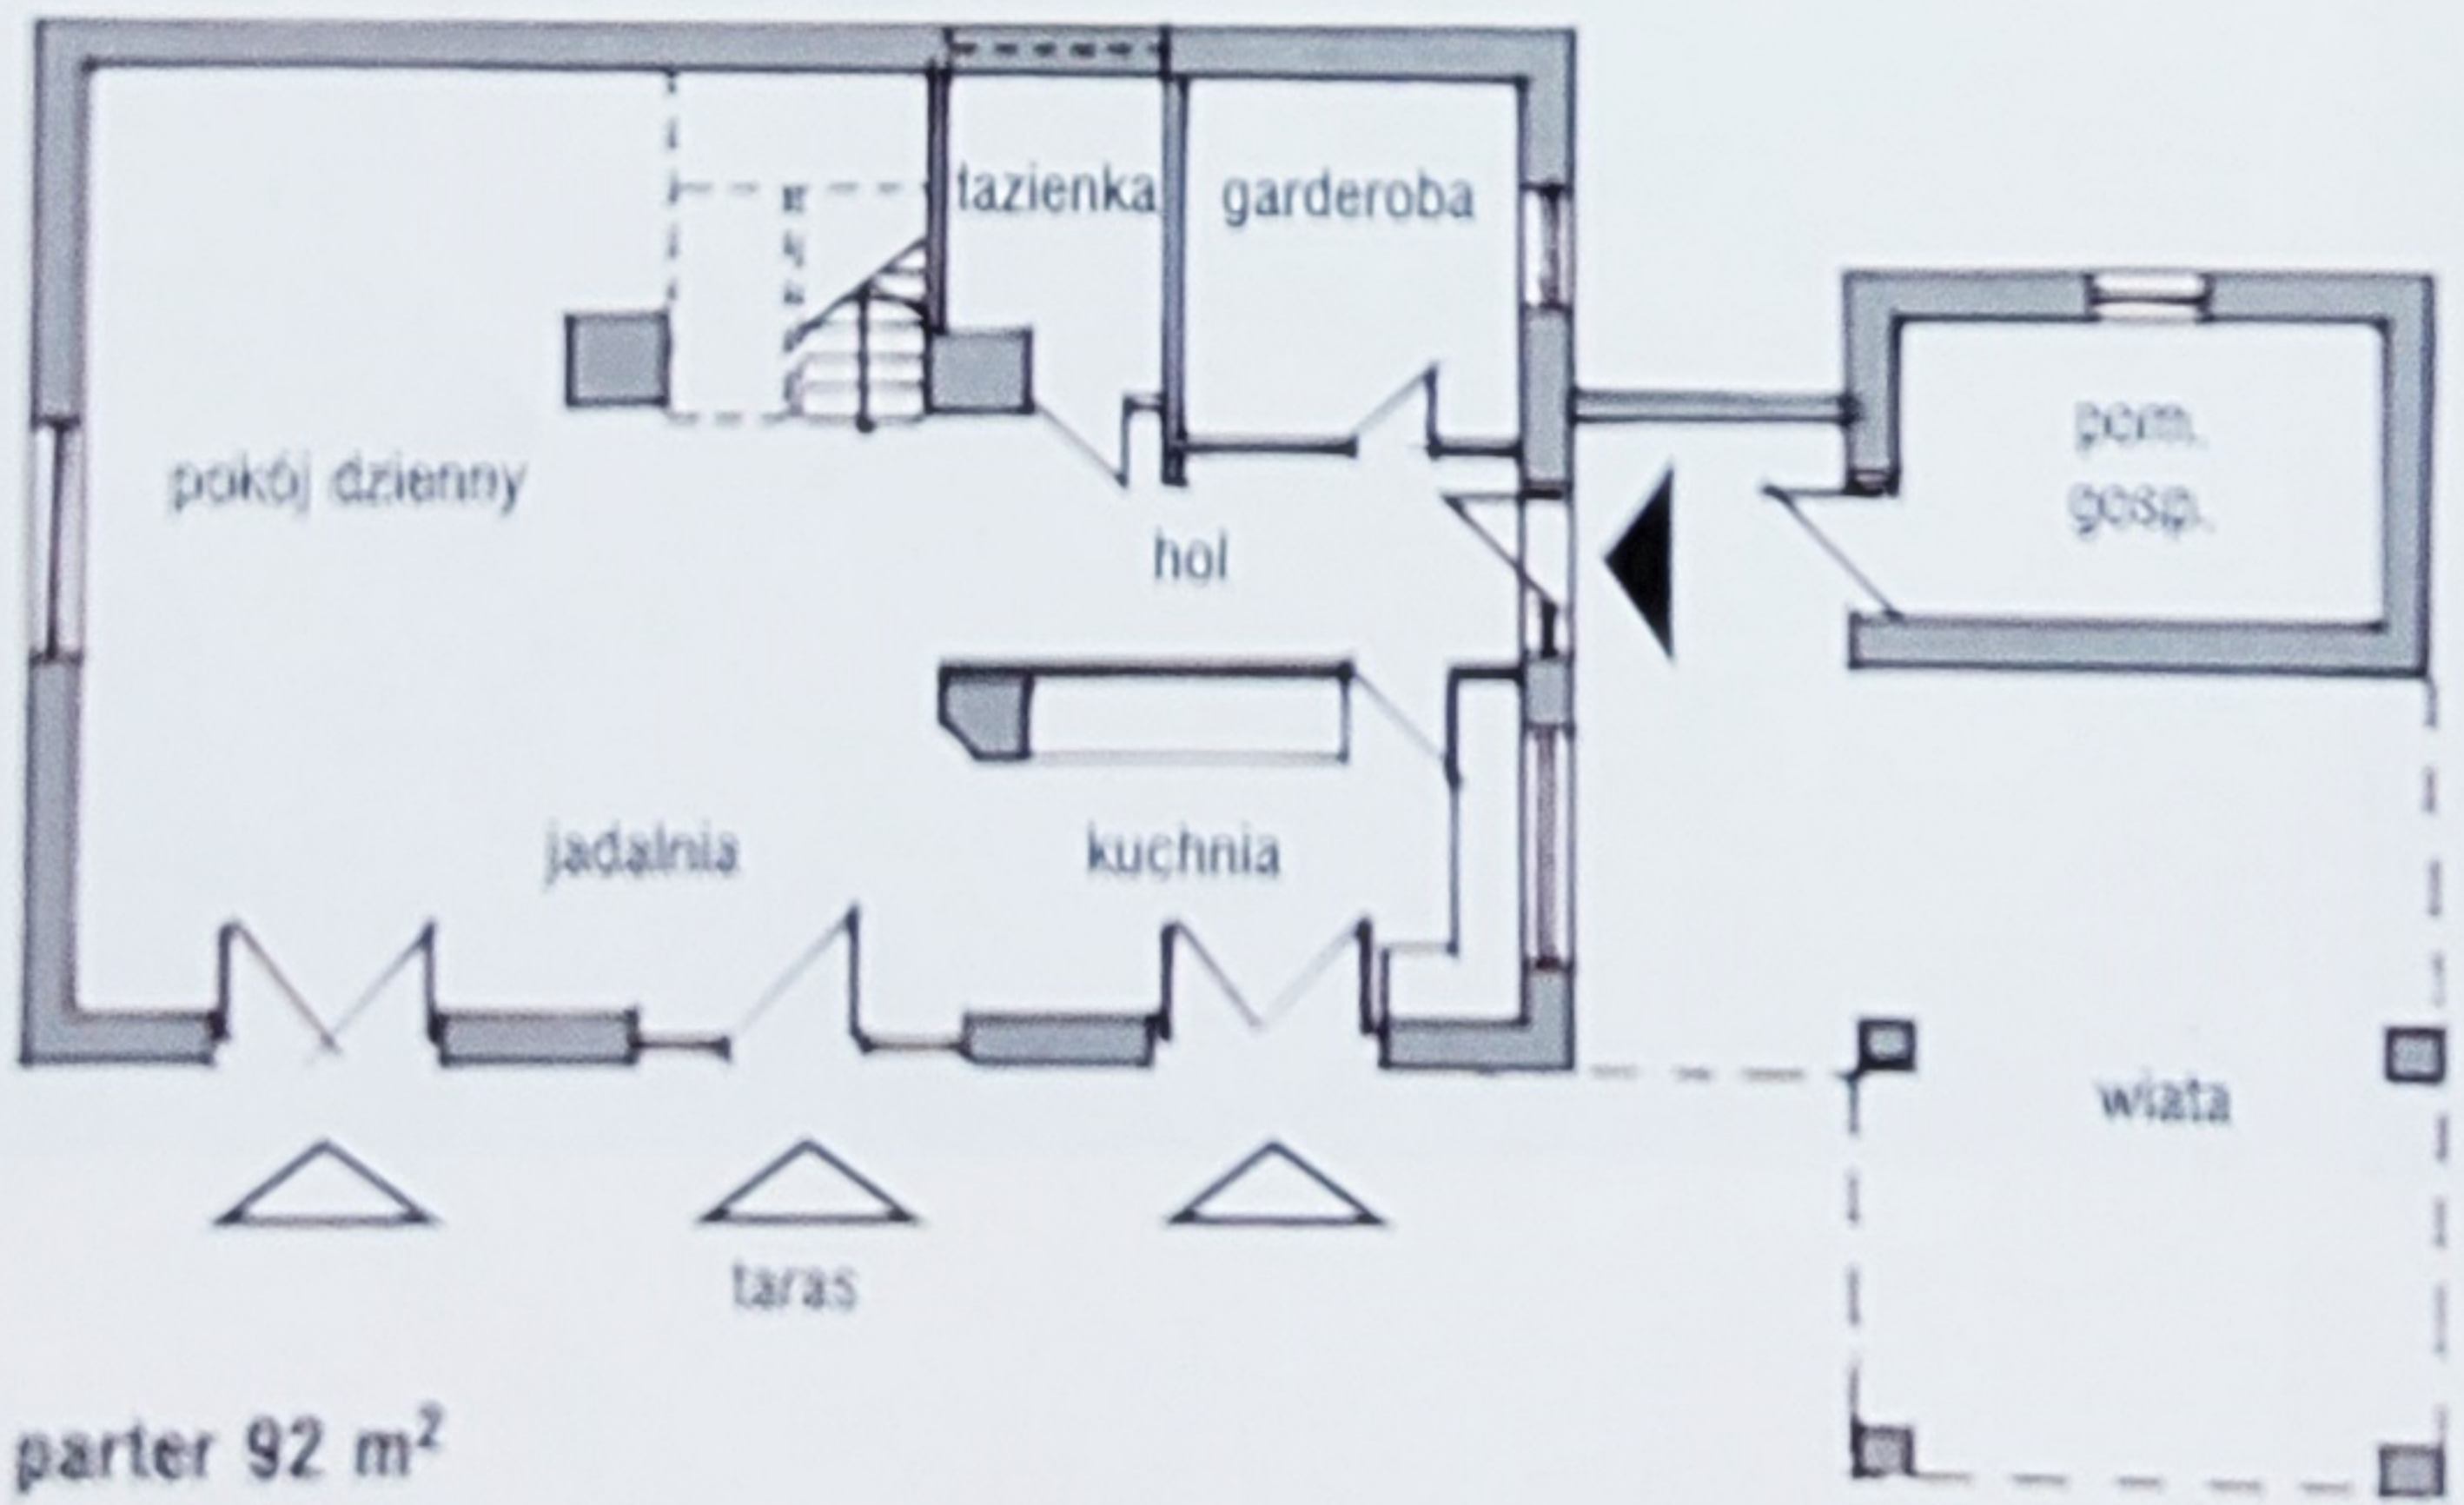 łazienka
garderoba
pom.
gosp.
pokój dzienny
hol
jadalnia
kuchnia
wiata
taras
parter 92 m²